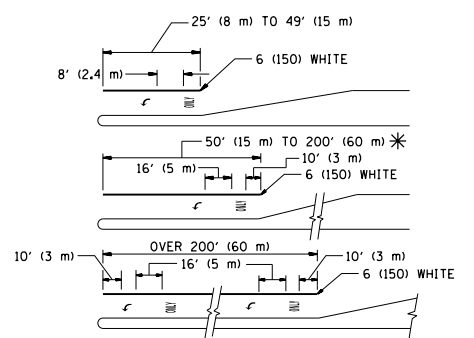 25' (8 m) TO 49' (15 m)
8' (2.4 m)
6 (150) WHITE
ONLY
50' (15 m) TO 200' (60 m) ✳
16' (5 m)
10' (3 m)
6 (150) WHITE
ONLY
OVER 200' (60 m)
10' (3 m)
16' (5 m)
10' (3 m)
6 (150) WHITE
ONLY
ONLY